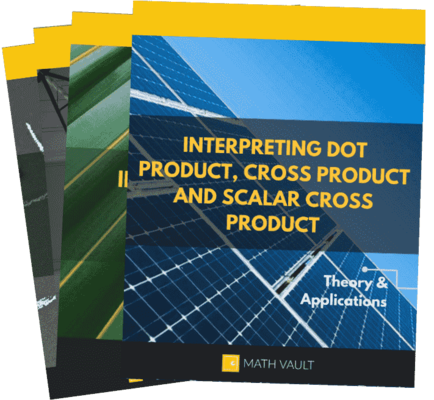 INTERPRETING DOT
PRODUCT, CROSS PRODUCT
AND SCALAR CROSS
PRODUCT
Theory &
Applications
MATH VAULT